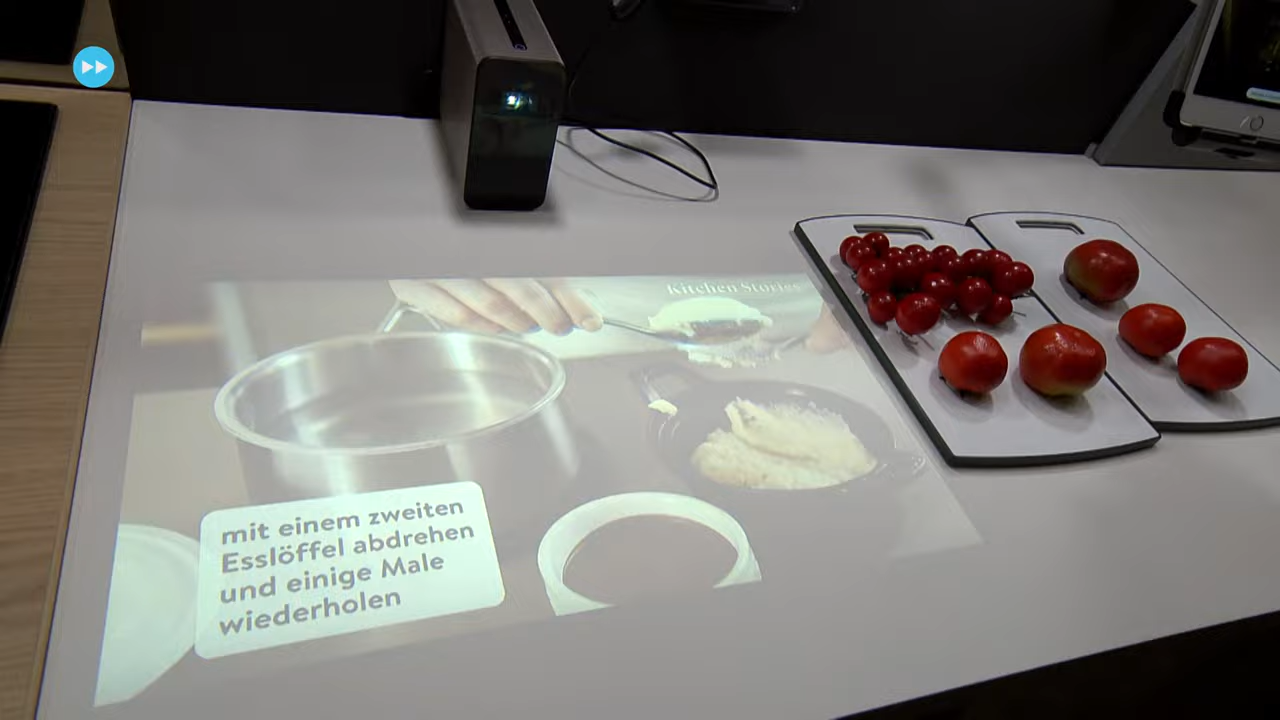 Kitchen Stories
mit einem zweiten
Esslöffel abdrehen
und einige Male
wiederholen